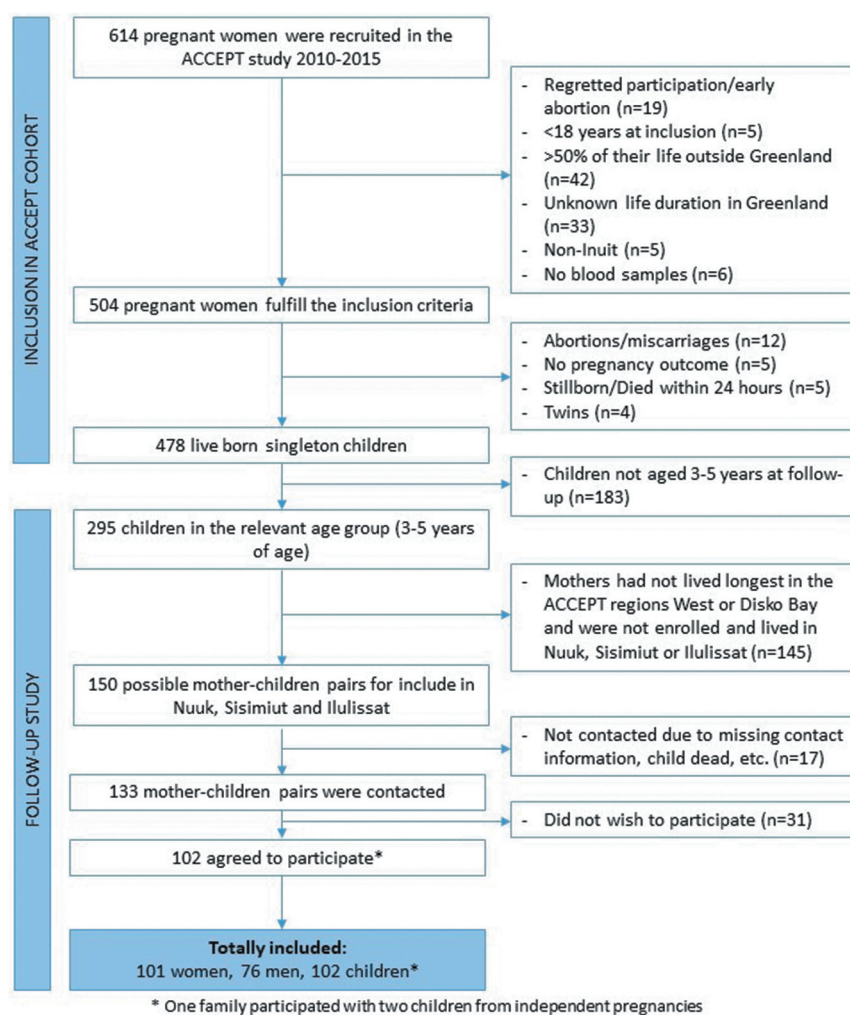 614 pregnant women were recruited in the
ACCEPT study 2010-2015
- Regretted participation/early
abortion (n=19)
- <18 years at inclusion (n=5)
- >50% of their life outside Greenland
(n=42)
- Unknown life duration in Greenland
(n=33)
- Non-Inuit (n=5)
- No blood samples (n=6)
INCLUSION IN ACCEPT COHORT
504 pregnant women fulfill the inclusion criteria
- Abortions/miscarriages (n=12)
- No pregnancy outcome (n=5)
- Stillborn/Died within 24 hours (n=5)
- Twins (n=4)
478 live born singleton children
- Children not aged 3-5 years at follow-
up (n=183)
295 children in the relevant age group (3-5 years
of age)
- Mothers had not lived longest in the
ACCEPT regions West or Disko Bay
and were not enrolled and lived in
Nuuk, Sisimiut or Ilulissat (n=145)
FOLLOW-UP STUDY
150 possible mother-children pairs for include in
Nuuk, Sisimiut and Ilulissat
- Not contacted due to missing contact
information, child dead, etc. (n=17)
133 mother-children pairs were contacted
- Did not wish to participate (n=31)
102 agreed to participate*
Totally included:
101 women, 76 men, 102 children*
* One family participated with two children from independent pregnancies